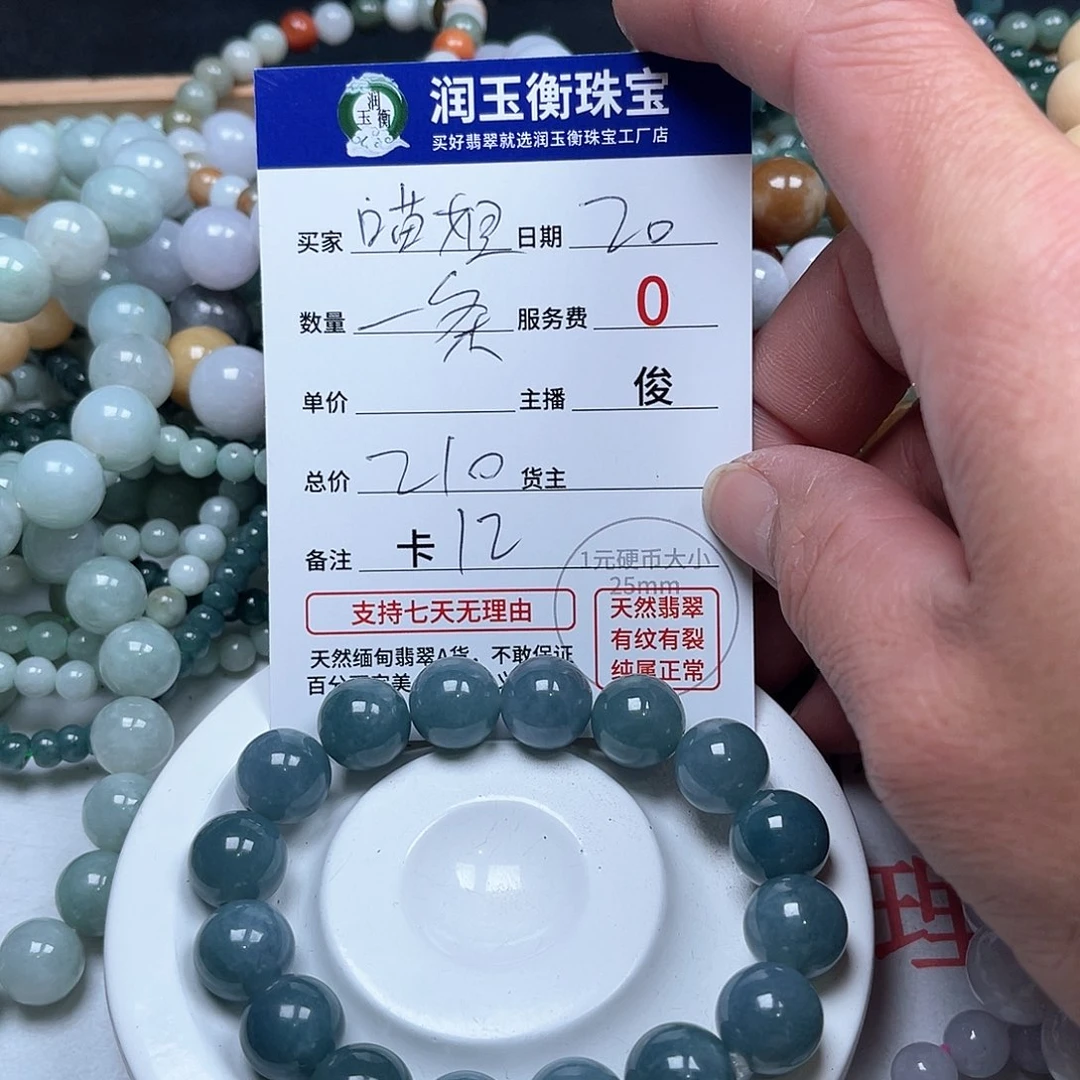 润玉衡
润玉衡珠宝
买好翡翠就选润玉衡珠宝工厂店
买家 喵姐 日期 20
数量 一条 服务费 0
单价 主播 俊
总价 210 货主
备注 卡12
1元硬币大小
25mm
支持七天无理由
天然翡翠
有纹有裂
纯属正常
天然缅甸翡翠A货，不敢保证